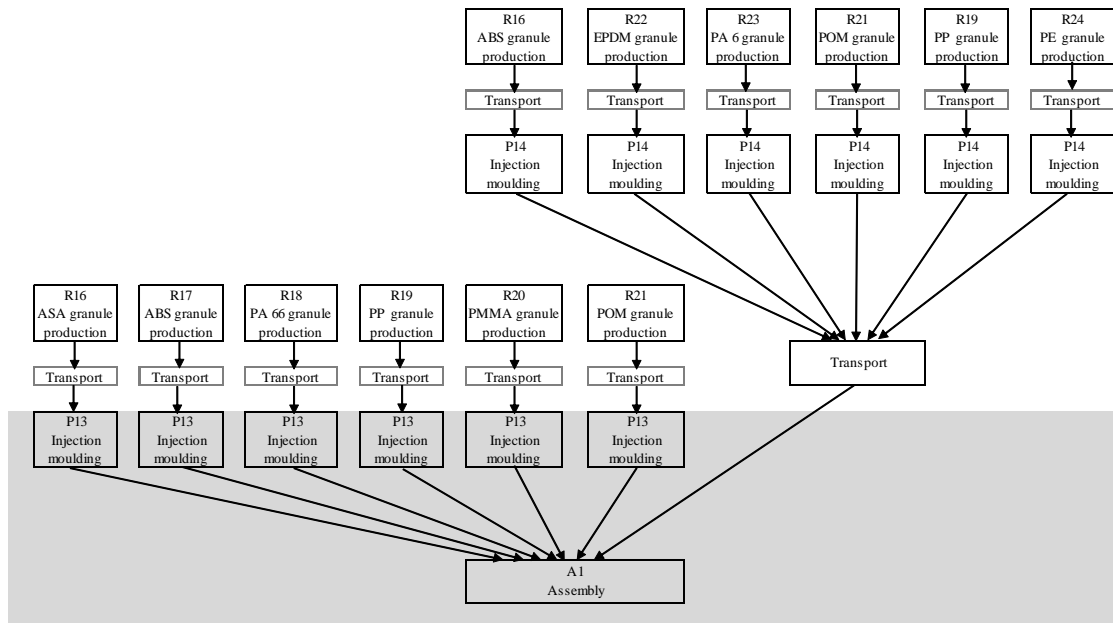 R16
ABS granule
production
R22
EPDM granule
production
R23
PA 6 granule
production
R21
POM granule
production
R19
PP granule
production
R24
PE granule
production
Transport
Transport
Transport
Transport
Transport
Transport
P14
Injection
moulding
P14
Injection
moulding
P14
Injection
moulding
P14
Injection
moulding
P14
Injection
moulding
P14
Injection
moulding
R16
ASA granule
production
R17
ABS granule
production
R18
PA 66 granule
production
R19
PP granule
production
R20
PMMA granule
production
R21
POM granule
production
Transport
Transport
Transport
Transport
Transport
Transport
Transport
P13
Injection
moulding
P13
Injection
moulding
P13
Injection
moulding
P13
Injection
moulding
P13
Injection
moulding
P13
Injection
moulding
A1
Assembly